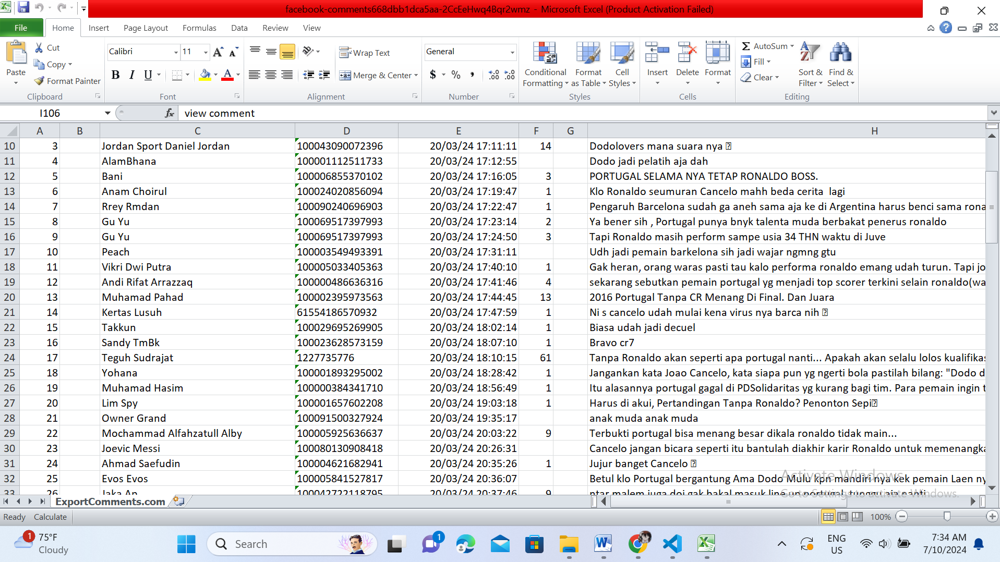 facebook-comments668dbb1dca5aa-2CcEeHwq4Bqr2wmz - Microsoft Excel (Product Activation Failed)
File Home Insert Page Layout Formulas Data Review View
Paste Cut Copy Format Painter Clipboard
Calibri 11 B I U A Font
Wrap Text Merge & Center Alignment
General $ % , Number
Conditional Formatting Format as Table Cell Styles Styles
Insert Delete Format Cells
Σ AutoSum Fill Clear Sort & Filter Find & Select Editing
I106 fx view comment
A B C D E F G H
10 3 Jordan Sport Daniel Jordan 100043090072396 20/03/24 17:11:11 14 Dodolovers mana suara nya
11 4 AlamBhana 100001112511733 20/03/24 17:12:55 Dodo jadi pelatih aja dah
12 5 Bani 100006855370102 20/03/24 17:16:05 3 PORTUGAL SELAMA NYA TETAP RONALDO BOSS.
13 6 Anam Choirul 100024020856094 20/03/24 17:19:47 1 Klo Ronaldo seumuran Cancelo mahh beda cerita lagi
14 7 Rrey Rmdan 100090240696903 20/03/24 17:22:47 1 Pengaruh Barcelona sudah ga aneh sama aja ke di Argentina harus benci sama rona
15 8 Gu Yu 100069517397993 20/03/24 17:23:14 2 Ya bener sih , Portugal punya bnyk talenta muda berbakat penerus ronaldo
16 9 Gu Yu 100069517397993 20/03/24 17:24:50 3 Tapi Ronaldo masih perform sampe usia 34 THN waktu di Juve
17 10 Peach 100003549493391 20/03/24 17:31:11 Udh jadi pemain barkelona sih jadi wajar ngmng gtu
18 11 Vikri Dwi Putra 100005033405363 20/03/24 17:40:10 1 Gak heran, orang waras pasti tau kalo performa ronaldo emang udah turun. Tapi jo
19 12 Andi Rifat Arrazzaq 100000486636316 20/03/24 17:41:46 4 sekarang sebutkan pemain portugal yg menjadi top scorer terkini selain ronaldo(wa
20 13 Muhamad Pahad 100002395973563 20/03/24 17:44:45 13 2016 Portugal Tanpa CR Menang Di Final. Dan Juara
21 14 Kertas Lusuh 61554186570932 20/03/24 17:47:59 1 Ni s cancelo udah mulai kena virus nya barca nih
22 15 Takkun 100029695269905 20/03/24 18:02:14 1 Biasa udah jadi decuel
23 16 Sandy TmBk 100023628573159 20/03/24 18:07:10 1 Bravo cr7
24 17 Teguh Sudrajat 1227735776 20/03/24 18:10:15 61 Tanpa Ronaldo akan seperti apa portugal nanti... Apakah akan selalu lolos kualifikas
25 18 Yohana 100001893295002 20/03/24 18:28:42 1 Jangankan kata Joao Cancelo, kata siapa pun yg ngerti bola pastilah bilang: "Dodo d
26 19 Muhamad Hasim 100000384341710 20/03/24 18:56:49 1 Itu alasannya portugal gagal di PDSolidaritas yg kurang bagi tim. Para pemain ingin t
27 20 Lim Spy 100001657602208 20/03/24 19:03:18 1 Harus di akui, Pertandingan Tanpa Ronaldo? Penonton Sepi
28 21 Owner Grand 100091500327924 20/03/24 19:35:17 anak muda anak muda
29 22 Mochammad Alfahzatull Alby 100005925636637 20/03/24 20:03:22 9 Terbukti portugal bisa menang besar dikala ronaldo tidak main...
30 23 Joevic Messi 100080130908418 20/03/24 20:26:31 Cancelo jangan bicara seperti itu bantulah diakhir karir Ronaldo untuk memenangka
31 24 Ahmad Saefudin 100004621682941 20/03/24 20:35:26 1 Jujur banget Cancelo
32 25 Evos Evos 100005841527817 20/03/24 20:36:07 Betul klo Portugal bergantung Ama Dodo Mulu kpn mandiri nya kek pemain Laen ny
33 26 Jaka Ap 100042722118795 20/03/24 20:37:46 9 ntar malem juga doi gak bakal masuk line up portugal, tunggu aja nanti
Activate Windows
Go to Settings to activate Windows.
ExportComments.com
Ready Calculate 100%
1 75°F Cloudy
Search
1
ENG US
7:34 AM
7/10/2024